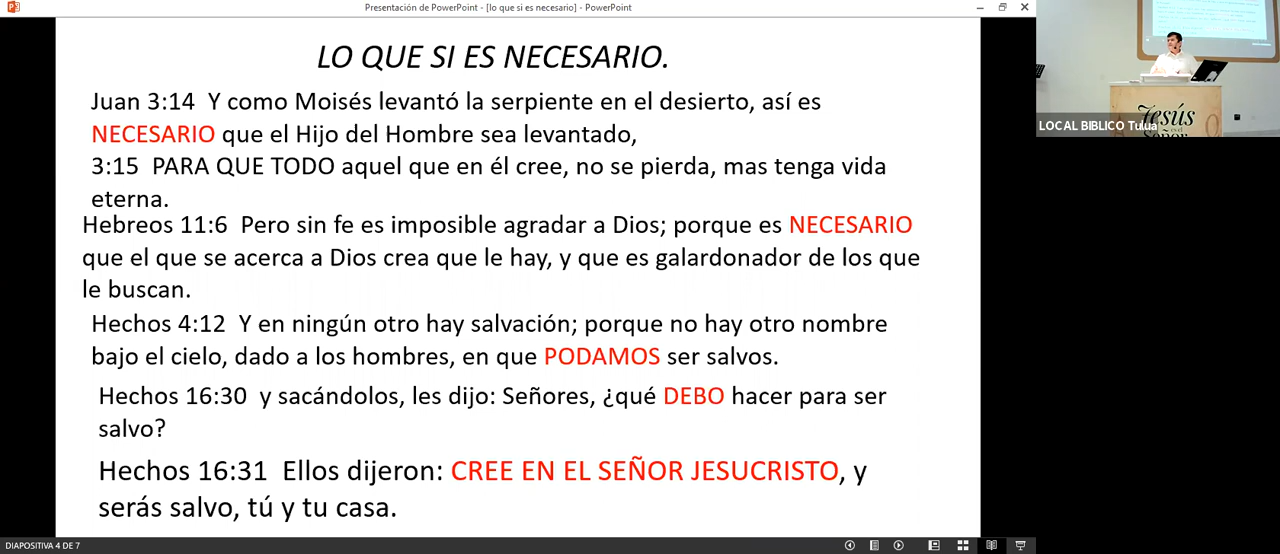 Presentación de PowerPoint - [lo que si es necesario] - PowerPoint
LO QUE SI ES NECESARIO.
Juan 3:14 Y como Moisés levantó la serpiente en el desierto, así es
NECESARIO que el Hijo del Hombre sea levantado,
3:15 PARA QUE TODO aquel que en él cree, no se pierda, mas tenga vida
eterna.
Hebreos 11:6 Pero sin fe es imposible agradar a Dios; porque es NECESARIO
que el que se acerca a Dios crea que le hay, y que es galardonador de los que
le buscan.
Hechos 4:12 Y en ningún otro hay salvación; porque no hay otro nombre
bajo el cielo, dado a los hombres, en que PODAMOS ser salvos.
Hechos 16:30 y sacándolos, les dijo: Señores, ¿qué DEBO hacer para ser
salvo?
Hechos 16:31 Ellos dijeron: CREE EN EL SEÑOR JESUCRISTO, y
serás salvo, tú y tu casa.
DIAPOSITIVA 4 DE 7
Jesús
es el
Señor
LOCAL BIBLICO Tulua